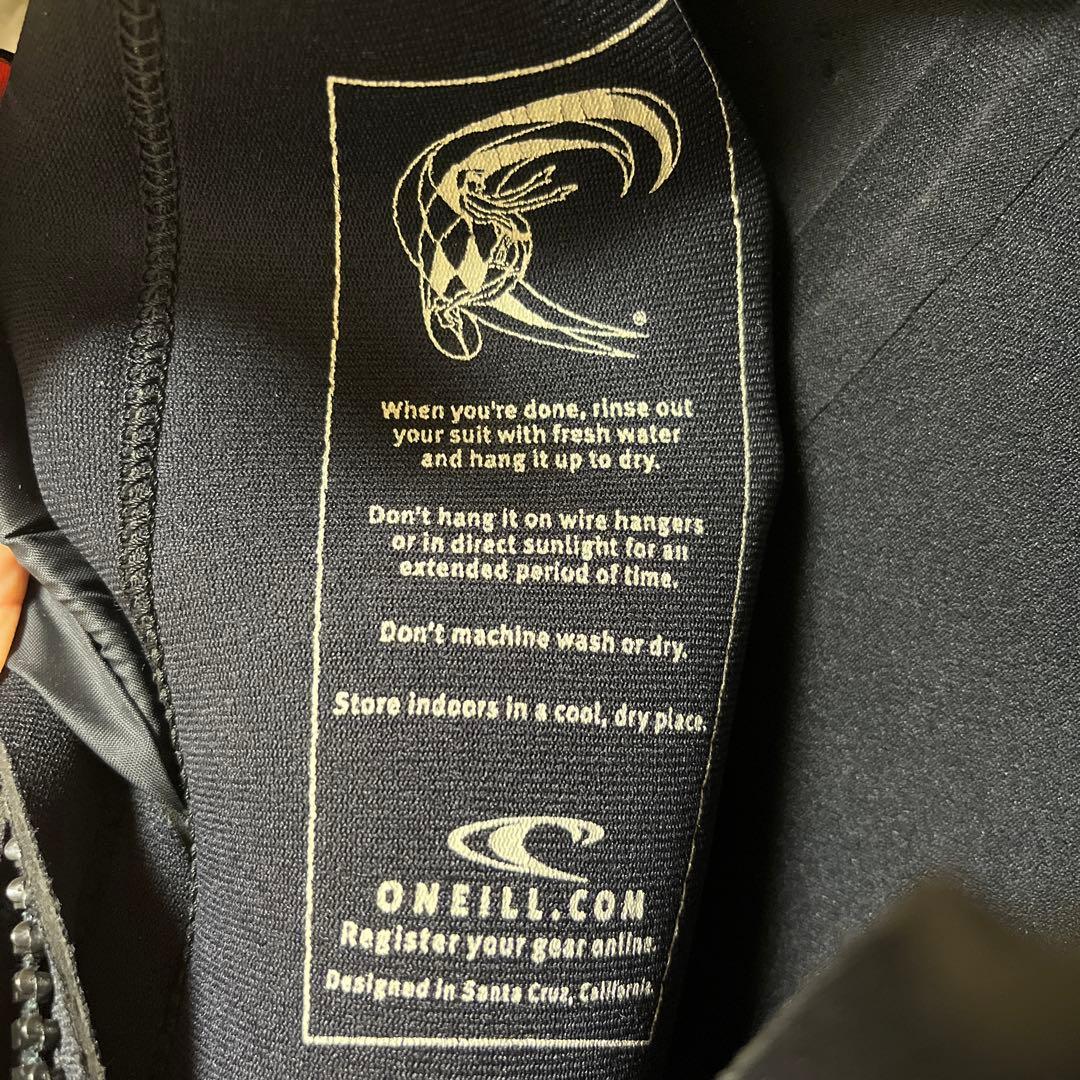 ®
When you're done, rinse out
your suit with fresh water
and hang it up to dry.
Don't hang it on wire hangers
or in direct sunlight for an
extended period of time.
Don't machine wash or dry.
Store indoors in a cool, dry place.
ONEILL.COM
Register your gear online.
Designed in Santa Cruz, California.